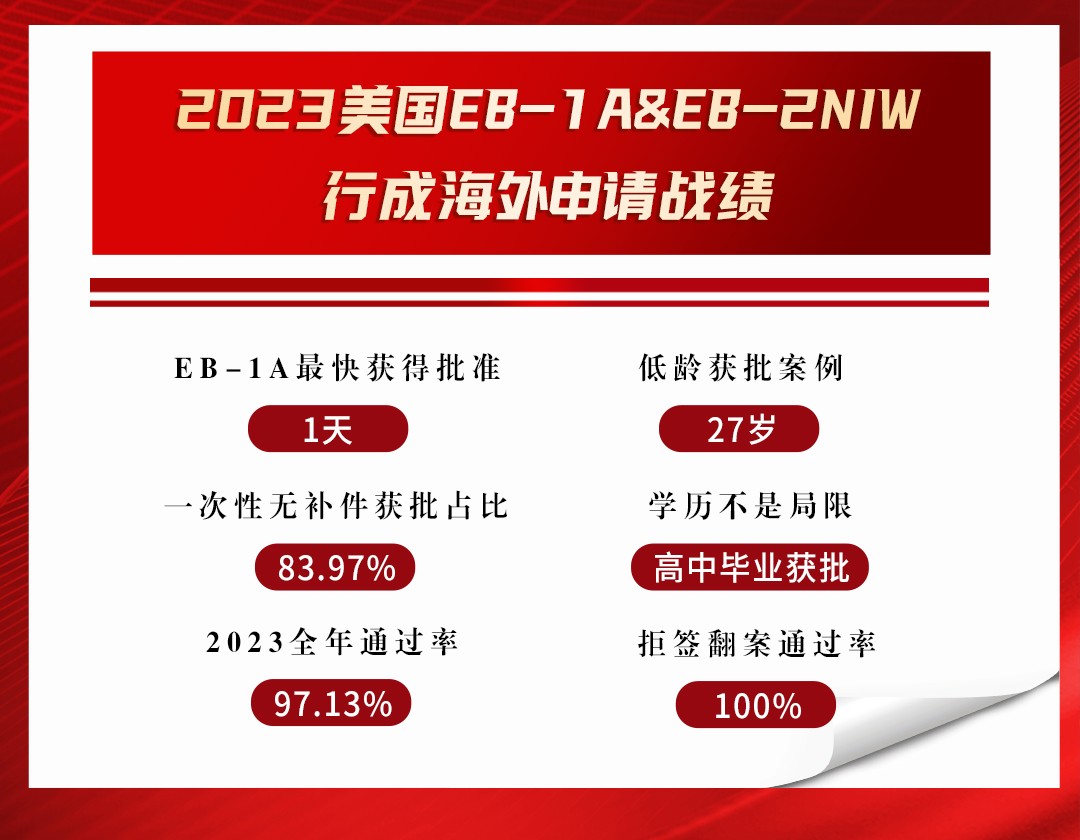 2023美国EB-1A&EB-2NIW
行成海外申请战绩
EB-1A最快获得批准
1天
低龄获批案例
27岁
一次性无补件获批占比
83.97%
学历不是局限
高中毕业获批
2023全年通过率
97.13%
拒签翻案通过率
100%